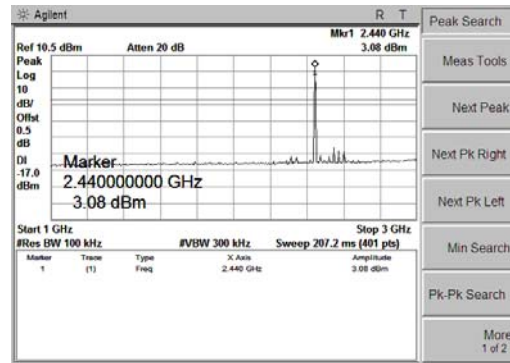 Agilent R T
Mkr1 2.440 GHz
Ref 10.5 dBm Atten 20 dB 3.08 dBm
Peak
Log
10
dB/
Offst
0.5
dB
DI
-17.0
dBm
Marker
2.440000000 GHz
3.08 dBm
Start 1 GHz Stop 3 GHz
#Res BW 100 kHz #VBW 300 kHz Sweep 207.2 ms (401 pts)
Marker Trace Type X Axis Amplitude
1 (1) Freq 2.440 GHz 3.08 dBm
Peak Search
Meas Tools
Next Peak
Next Pk Right
Next Pk Left
Min Search
Pk-Pk Search
More
1 of 2